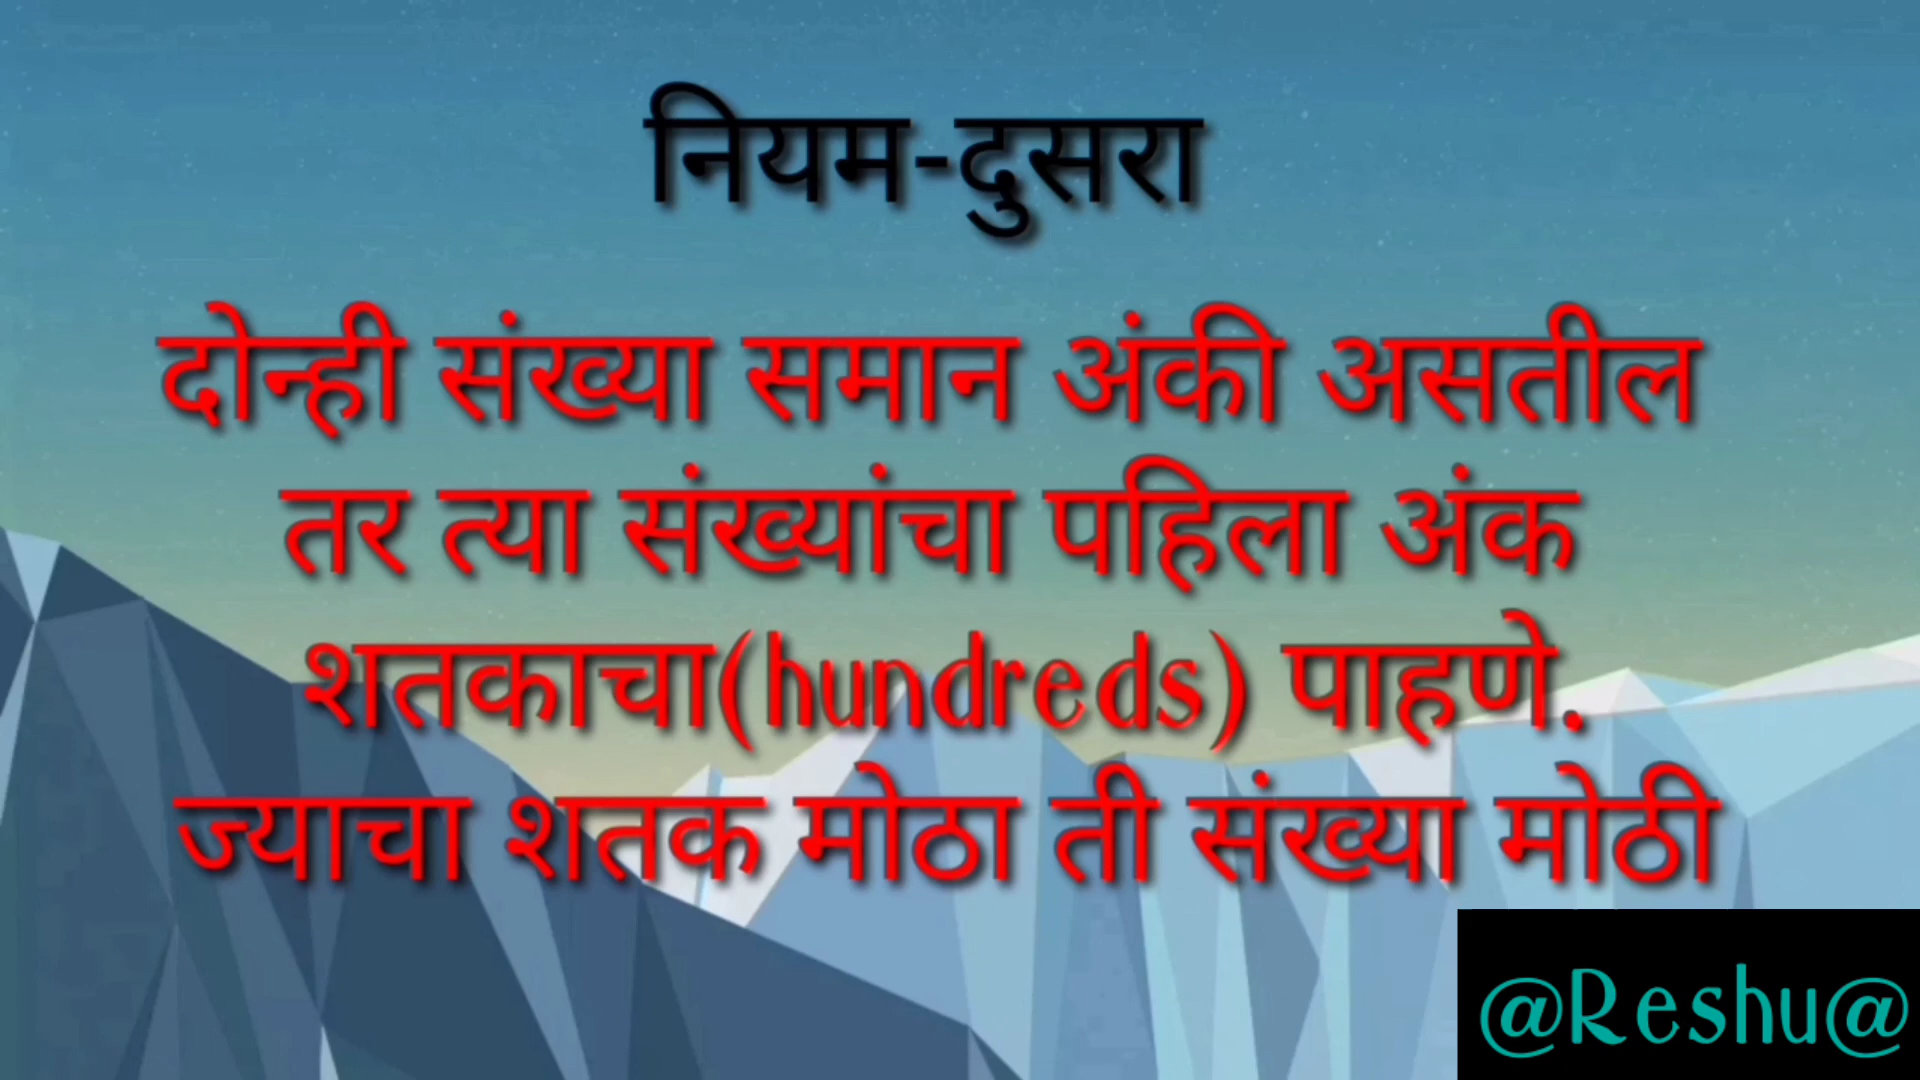 नियम-दुसरा
दोन्ही संख्या समान अंकी असतील
तर त्या संख्यांचा पहिला अंक
शतकाचा(hundreds) पाहणे.
ज्याचा शतक मोठा ती संख्या मोठी
@Reshu@